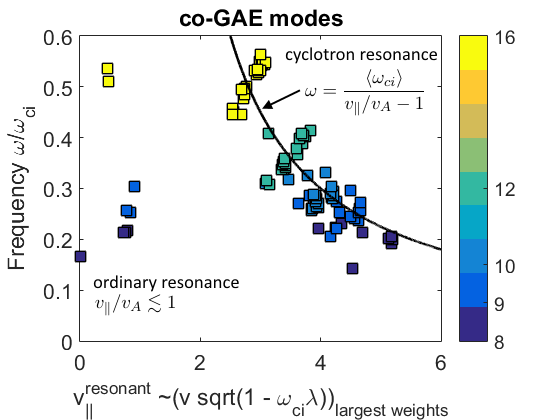 co-GAE modes
0.6
0.5
0.4
0.3
0.2
0.1
0
Frequency ω/ω_ci
cyclotron resonance
ω = ⟨ω_ci⟩ / (v_∥/v_A − 1)
ordinary resonance
v_∥/v_A ≲ 1
0 2 4 6
v_∥^resonant ~(v sqrt(1 - ω_ci λ))_largest weights
16
12
10
9
8